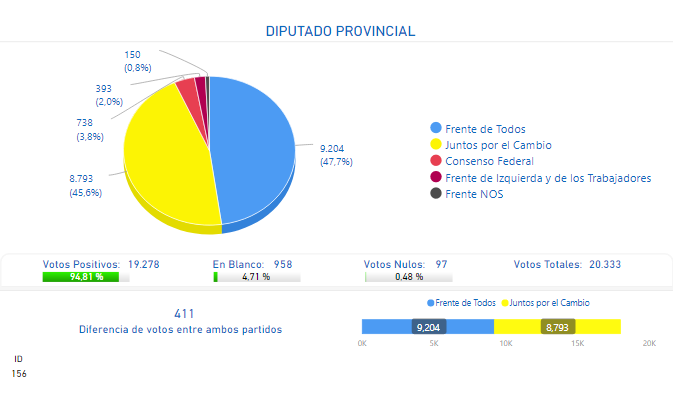 DIPUTADO PROVINCIAL
150
(0,8%)
393
(2,0%)
738
(3,8%)
8.793
(45,6%)
9.204
(47,7%)
Frente de Todos
Juntos por el Cambio
Consenso Federal
Frente de Izquierda y de los Trabajadores
Frente NOS
Votos Positivos: 19.278
94,81 %
En Blanco: 958
4,71 %
Votos Nulos: 97
0,48 %
Votos Totales: 20.333
411
Diferencia de votos entre ambos partidos
Frente de Todos Juntos por el Cambio
9,204 8,793
0K 5K 10K 15K 20K
ID
156